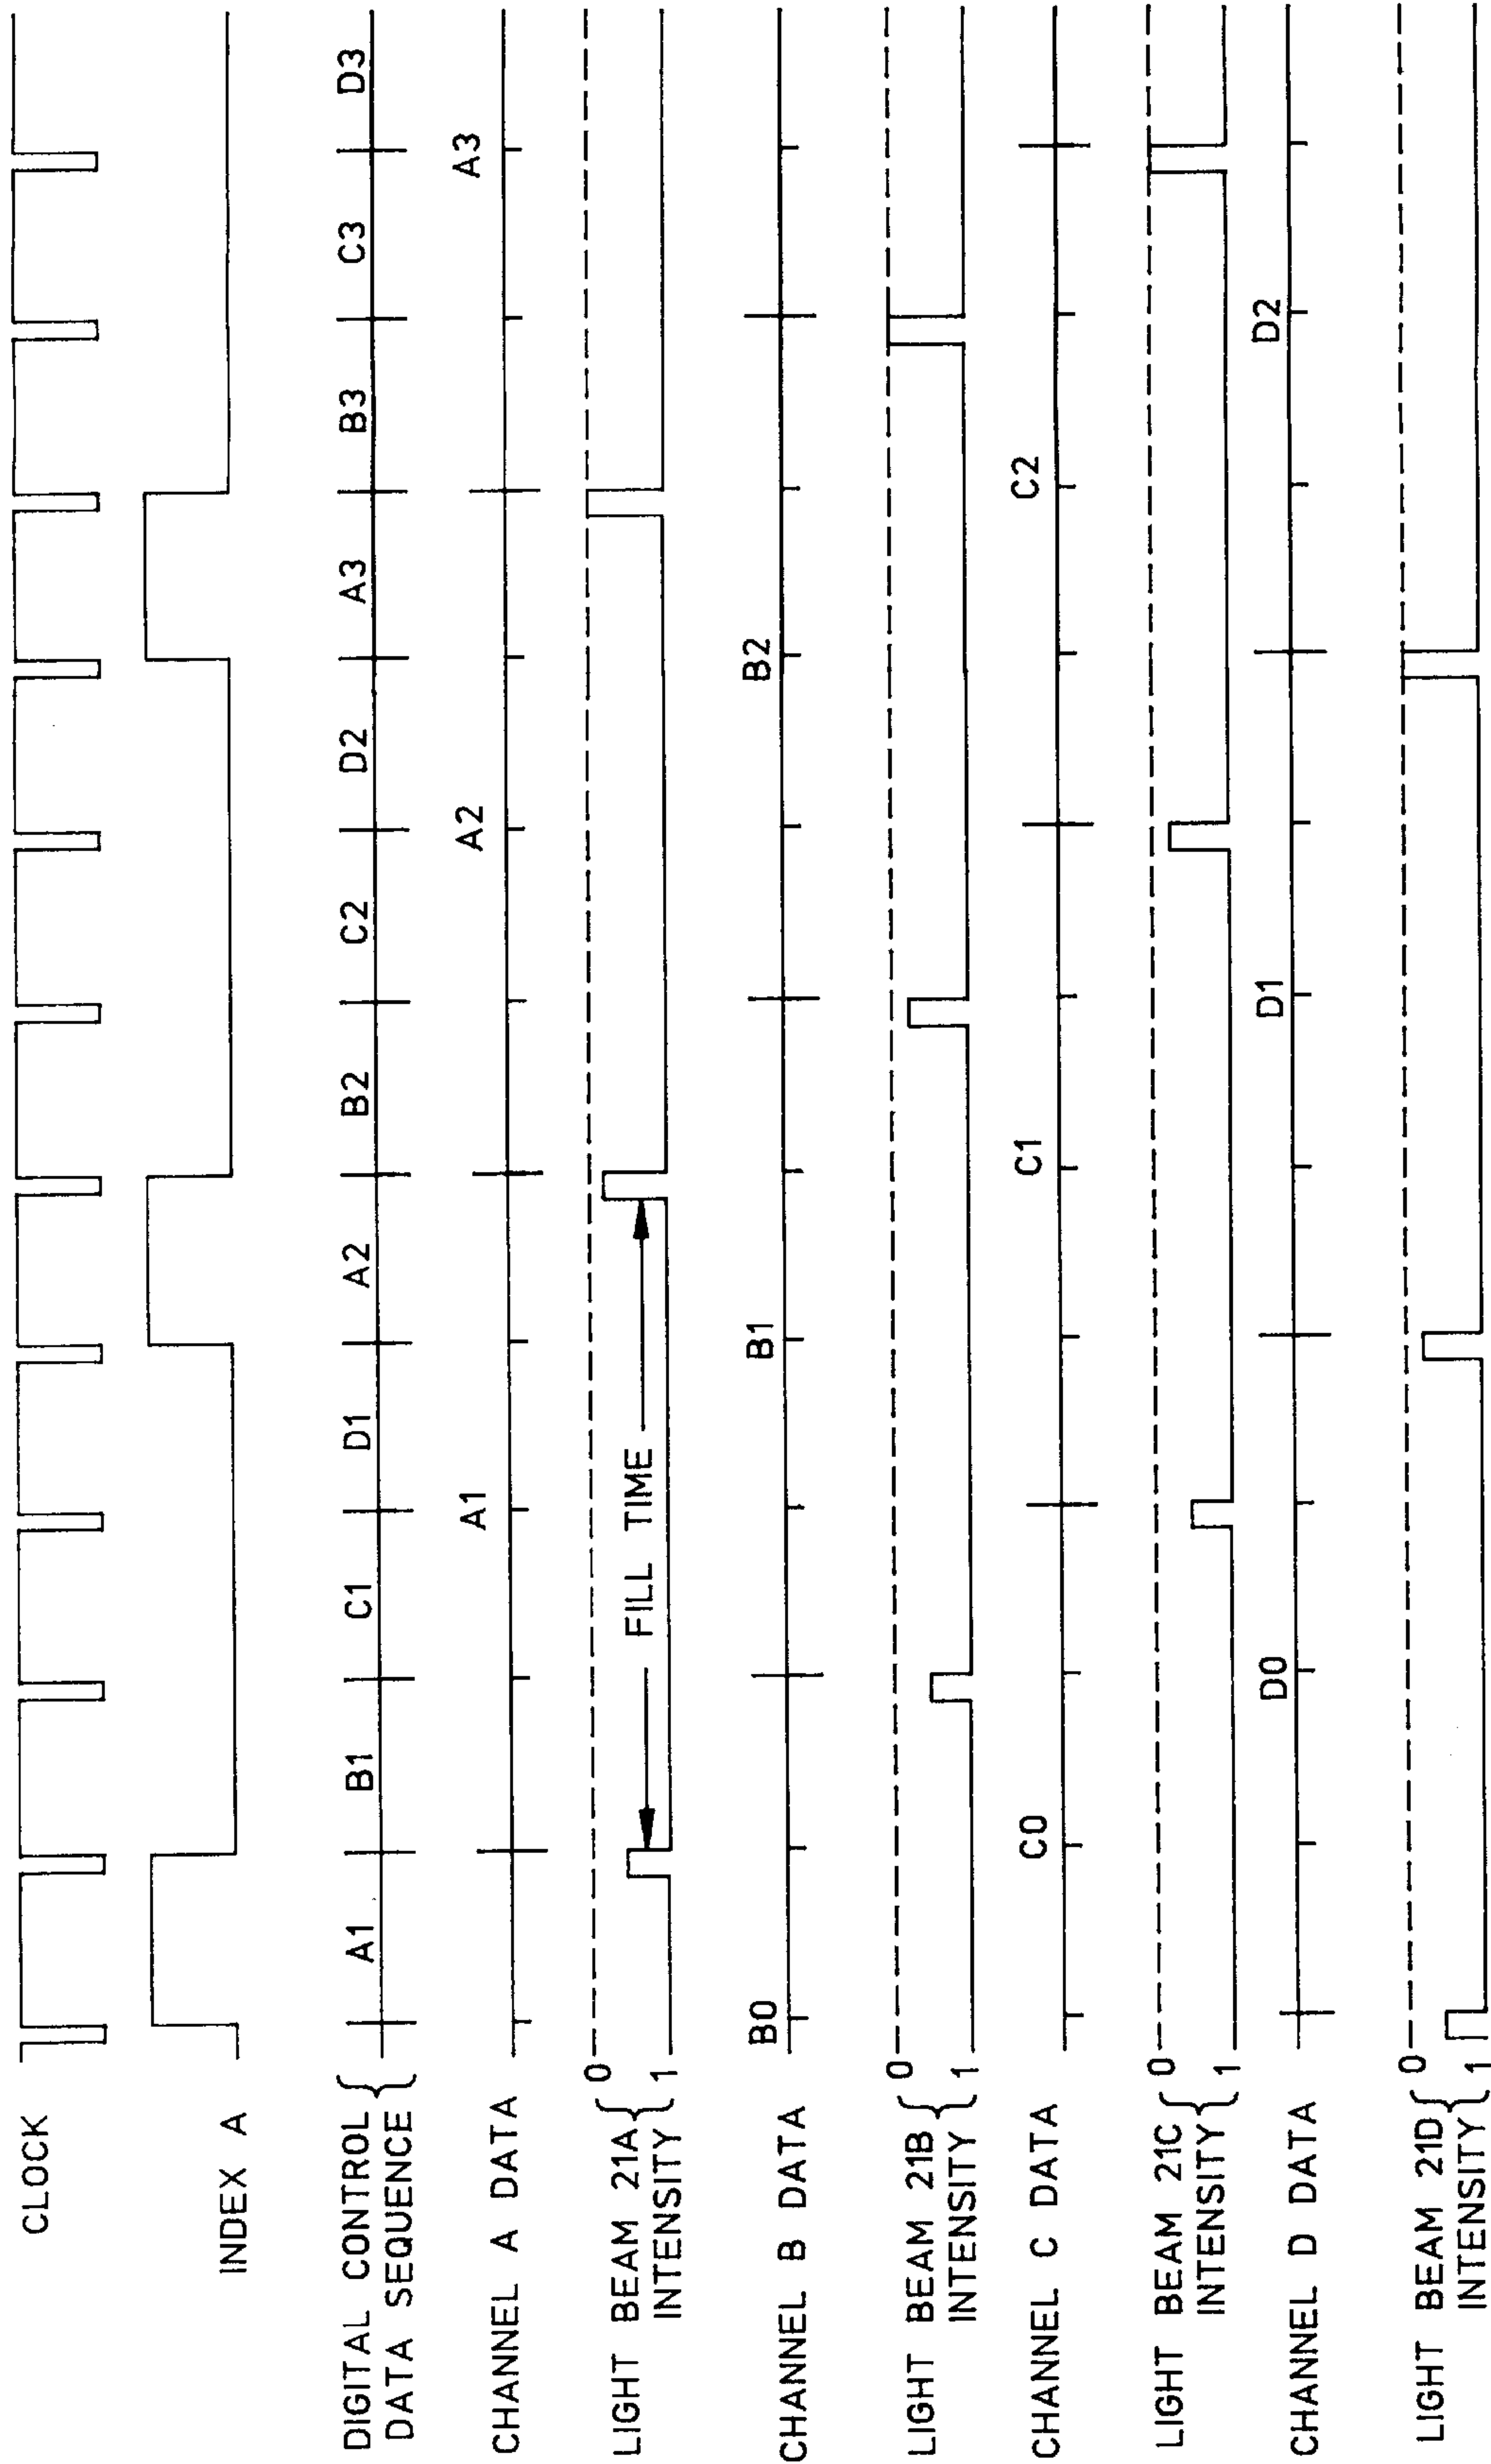 CLOCK
INDEX A
DIGITAL CONTROL
DATA SEQUENCE
A1 B1 C1 D1 A2 B2 C2 D2 A3 B3 C3 D3
CHANNEL A DATA
A1 A2 A3
LIGHT BEAM 21A
INTENSITY
0
1
FILL TIME
CHANNEL B DATA
B0 B1 B2
LIGHT BEAM 21B
INTENSITY
0
1
CHANNEL C DATA
C0 C1 C2
LIGHT BEAM 21C
INTENSITY
0
1
CHANNEL D DATA
D0 D1 D2
LIGHT BEAM 21D
INTENSITY
0
1